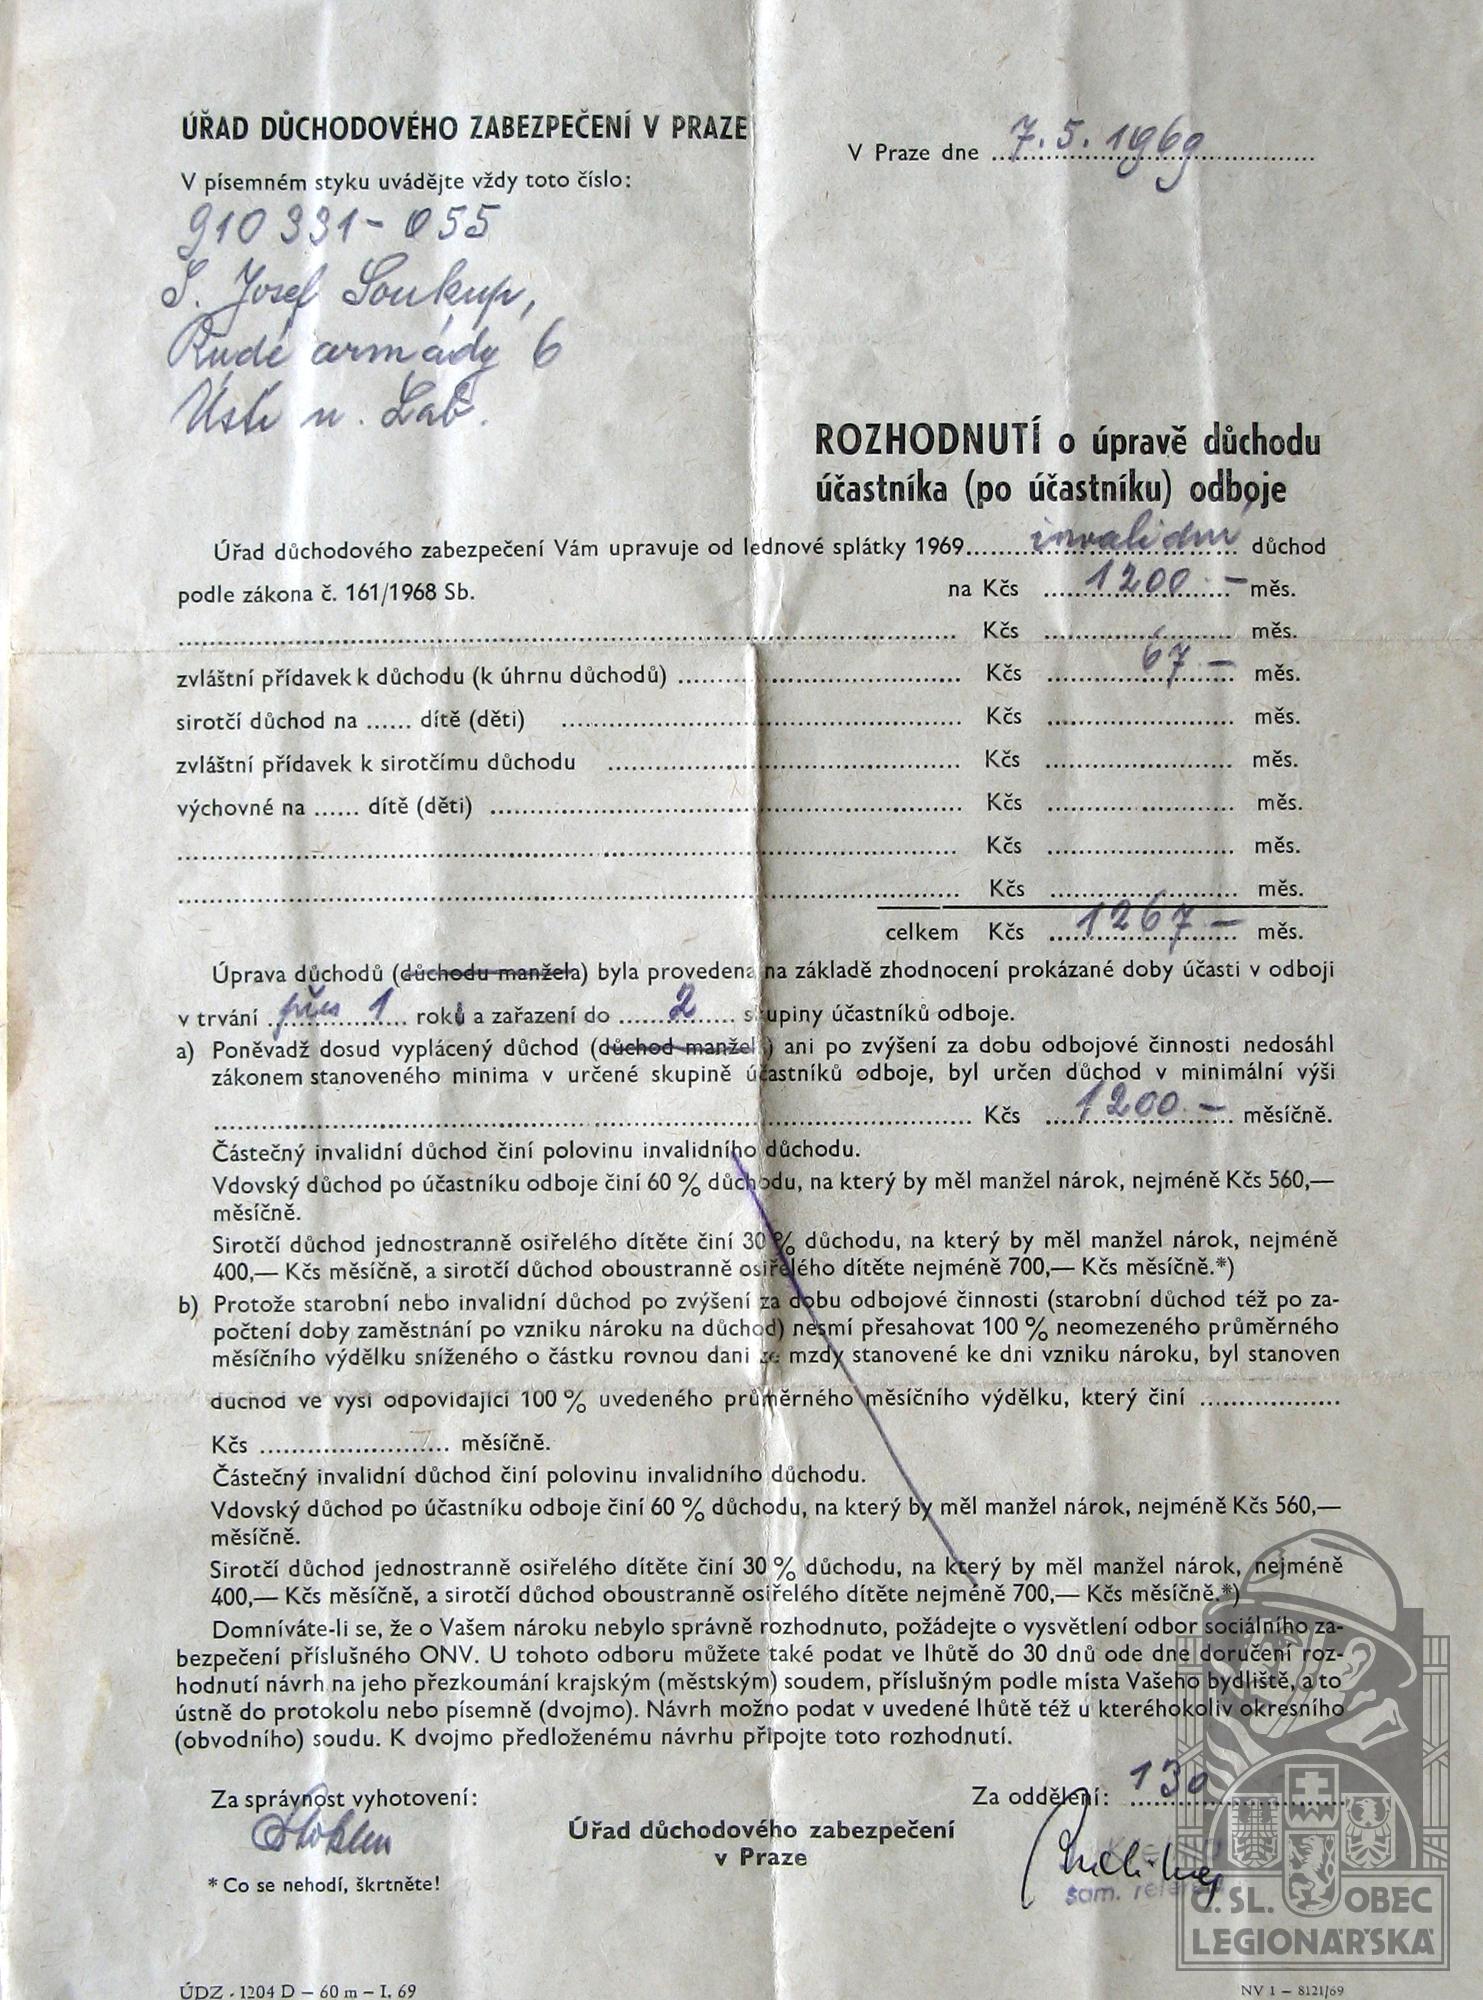 ÚŘAD DŮCHODOVÉHO ZABEZPEČENÍ V PRAZE
V Praze dne 7. 5. 1969
V písemném styku uvádějte vždy toto číslo:
910 331 - 055
S. Josef Soukup,
Rudé armády 6
Ústí n. Lab.
ROZHODNUTÍ o úpravě důchodu
účastníka (po účastníku) odboje
Úřad důchodového zabezpečení Vám upravuje od lednové splátky 1969 invalidní důchod
podle zákona č. 161/1968 Sb. na Kčs 1200.— měs.
Kčs měs.
zvláštní přídavek k důchodu (k úhrnu důchodů) Kčs 67 — měs.
sirotčí důchod na ...... dítě (děti) Kčs měs.
zvláštní přídavek k sirotčímu důchodu Kčs měs.
výchovné na ...... dítě (děti) Kčs měs.
Kčs měs.
Kčs měs.
celkem Kčs 1267 — měs.
Úprava důchodů (důchodu manžela) byla provedena na základě zhodnocení prokázané doby účasti v odboji
v trvání přes 1 roků a zařazení do 2 skupiny účastníků odboje.
a) Poněvadž dosud vyplácený důchod (důchod manžela) ani po zvýšení za dobu odbojové činnosti nedosáhl
zákonem stanoveného minima v určené skupině účastníků odboje, byl určen důchod v minimální výši
Kčs 1200.— měsíčně.
Částečný invalidní důchod činí polovinu invalidního důchodu.
Vdovský důchod po účastníku odboje činí 60 % důchodu, na který by měl manžel nárok, nejméně Kčs 560,—
měsíčně.
Sirotčí důchod jednostranně osiřelého dítěte činí 30 % důchodu, na který by měl manžel nárok, nejméně
400,— Kčs měsíčně, a sirotčí důchod oboustranně osiřelého dítěte nejméně 700,— Kčs měsíčně.*)
b) Protože starobní nebo invalidní důchod po zvýšení za dobu odbojové činnosti (starobní důchod též po za-
počtení doby zaměstnání po vzniku nároku na důchod) nesmí přesahovat 100 % neomezeného průměrného
měsíčního výdělku sníženého o částku rovnou dani ze mzdy stanovené ke dni vzniku nároku, byl stanoven
důchod ve výši odpovídající 100 % uvedeného průměrného měsíčního výdělku, který činí
Kčs měsíčně.
Částečný invalidní důchod činí polovinu invalidního důchodu.
Vdovský důchod po účastníku odboje činí 60 % důchodu, na který by měl manžel nárok, nejméně Kčs 560,—
měsíčně.
Sirotčí důchod jednostranně osiřelého dítěte činí 30 % důchodu, na který by měl manžel nárok, nejméně
400,— Kčs měsíčně, a sirotčí důchod oboustranně osiřelého dítěte nejméně 700,— Kčs měsíčně.*)
Domníváte-li se, že o Vašem nároku nebylo správně rozhodnuto, požádejte o vysvětlení odbor sociálního za-
bezpečení příslušného ONV. U tohoto odboru můžete také podat ve lhůtě do 30 dnů ode dne doručení roz-
hodnutí návrh na jeho přezkoumání krajským (městským) soudem, příslušným podle místa Vašeho bydliště, a to
ústně do protokolu nebo písemně (dvojmo). Návrh možno podat v uvedené lhůtě též u kteréhokoliv okresního
(obvodního) soudu. K dvojmo předloženému návrhu připojte toto rozhodnutí.
Za správnost vyhotovení:
Za oddělení: 130
Úřad důchodového zabezpečení
v Praze
* Co se nehodí, škrtněte!
sam. referent
Č. SL. OBEC
LEGIONÁŘSKÁ
ÚDZ - 1204 D — 60 m — I. 69
NV 1 — 8121/69